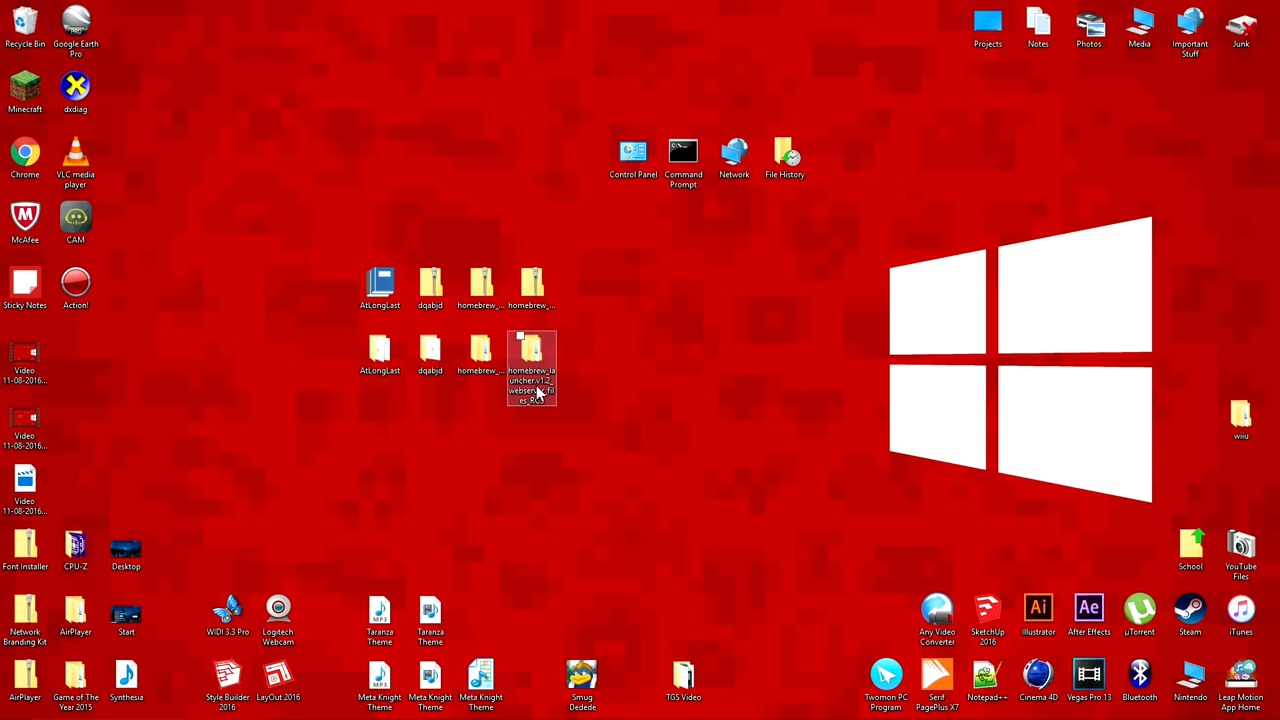 Recycle Bin
Google Earth
Pro
Projects
Notes
Photos
Media
Important
Stuff
Junk
Minecraft
dxdiag
Chrome
VLC media
player
Control Panel
Command
Prompt
Network
File History
McAfee
CAM
Sticky Notes
Action!
AtLongLast
dqabjd
homebrew_...
homebrew_...
Video
11-08-2016...
AtLongLast
dqabjd
homebrew_...
homebrew_la
uncher.v1.2_
Video
11-08-2016...
wiiu
Video
11-08-2016...
Font Installer
CPU-Z
Desktop
School
YouTube
Files
Network
Branding Kit
AirPlayer
Start
WIDI 3.3 Pro
Logitech
Webcam
Taranza
Theme
Taranza
Theme
Any Video
Converter
SketchUp
2016
Illustrator
After Effects
µTorrent
Steam
iTunes
AirPlayer
Game of The
Year 2015
Synthesia
Style Builder
2016
LayOut 2016
Meta Knight
Theme
Meta Knight
Theme
Meta Knight
Theme
Smug
Dedede
TGS Video
Twomon PC
Program
Serif
PagePlus X7
Notepad++
Cinema 4D
Vegas Pro 13
Bluetooth
Nintendo
Leap Motion
App Home